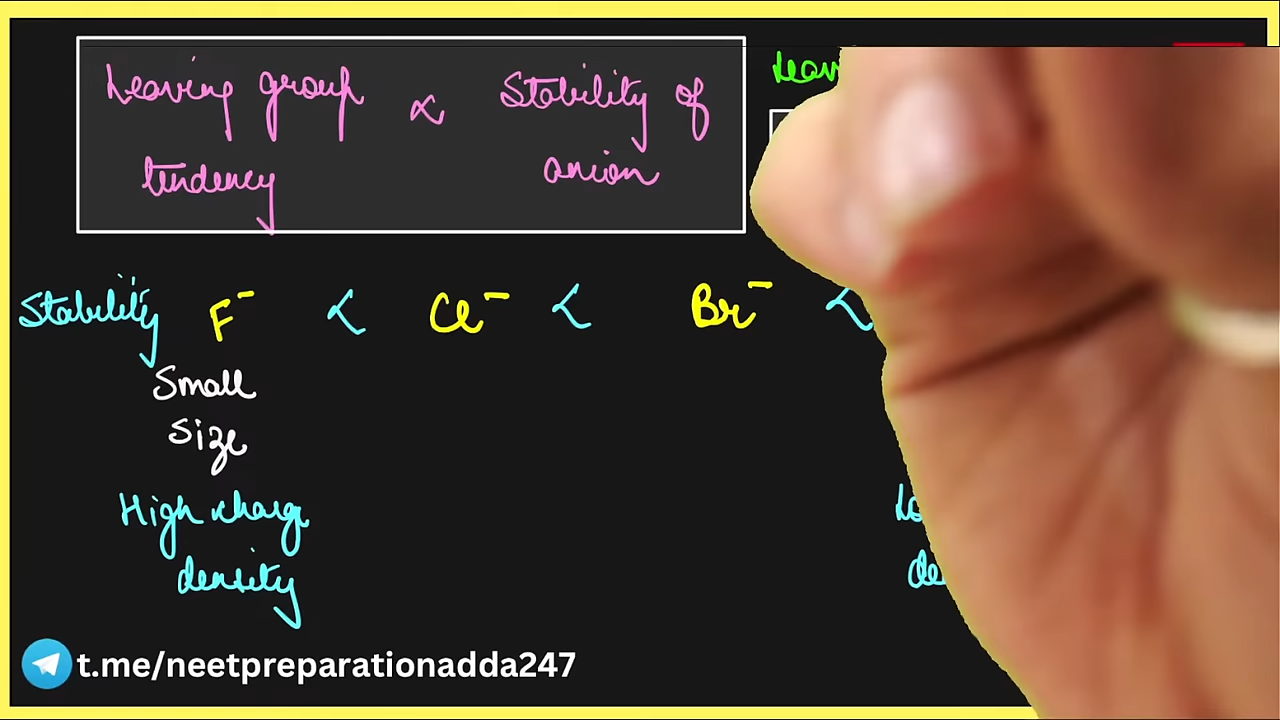 Leaving group ∝ Stability of
tendency anion
Stability F⁻ < Cl⁻ < Br⁻ <
Small
Size
High charge
density
t.me/neetpreparationadda247